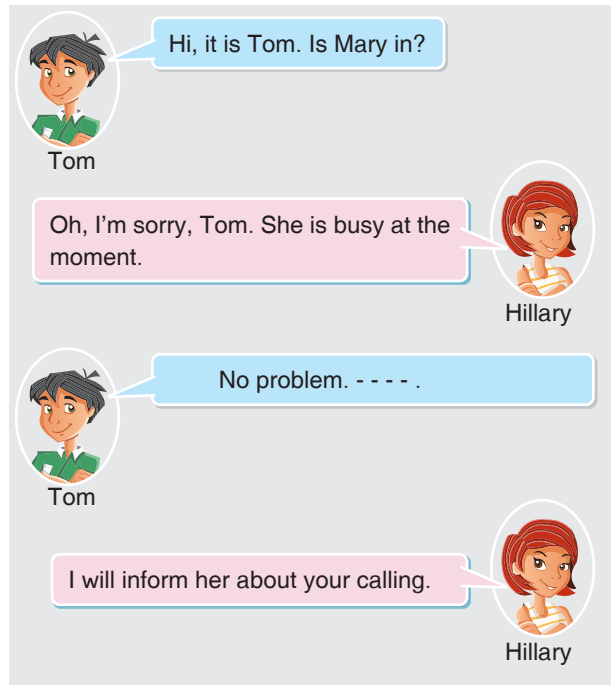 Hi, it is Tom. Is Mary in?
Tom
Oh, I'm sorry, Tom. She is busy at the
moment.
Hillary
No problem. - - - - .
Tom
I will inform her about your calling.
Hillary